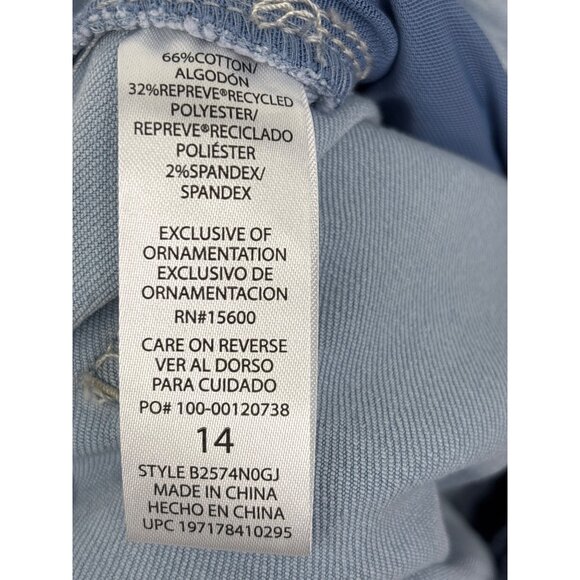 66%COTTON/
ALGODÓN
32%REPREVE®RECYCLED
POLYESTER/
REPREVE®RECICLADO
POLIÉSTER
2%SPANDEX/
SPANDEX
EXCLUSIVE OF
ORNAMENTATION
EXCLUSIVO DE
ORNAMENTACION
RN#15600
CARE ON REVERSE
VER AL DORSO
PARA CUIDADO
PO# 100-00120738
14
STYLE B2574N0GJ
MADE IN CHINA
HECHO EN CHINA
UPC 197178410295